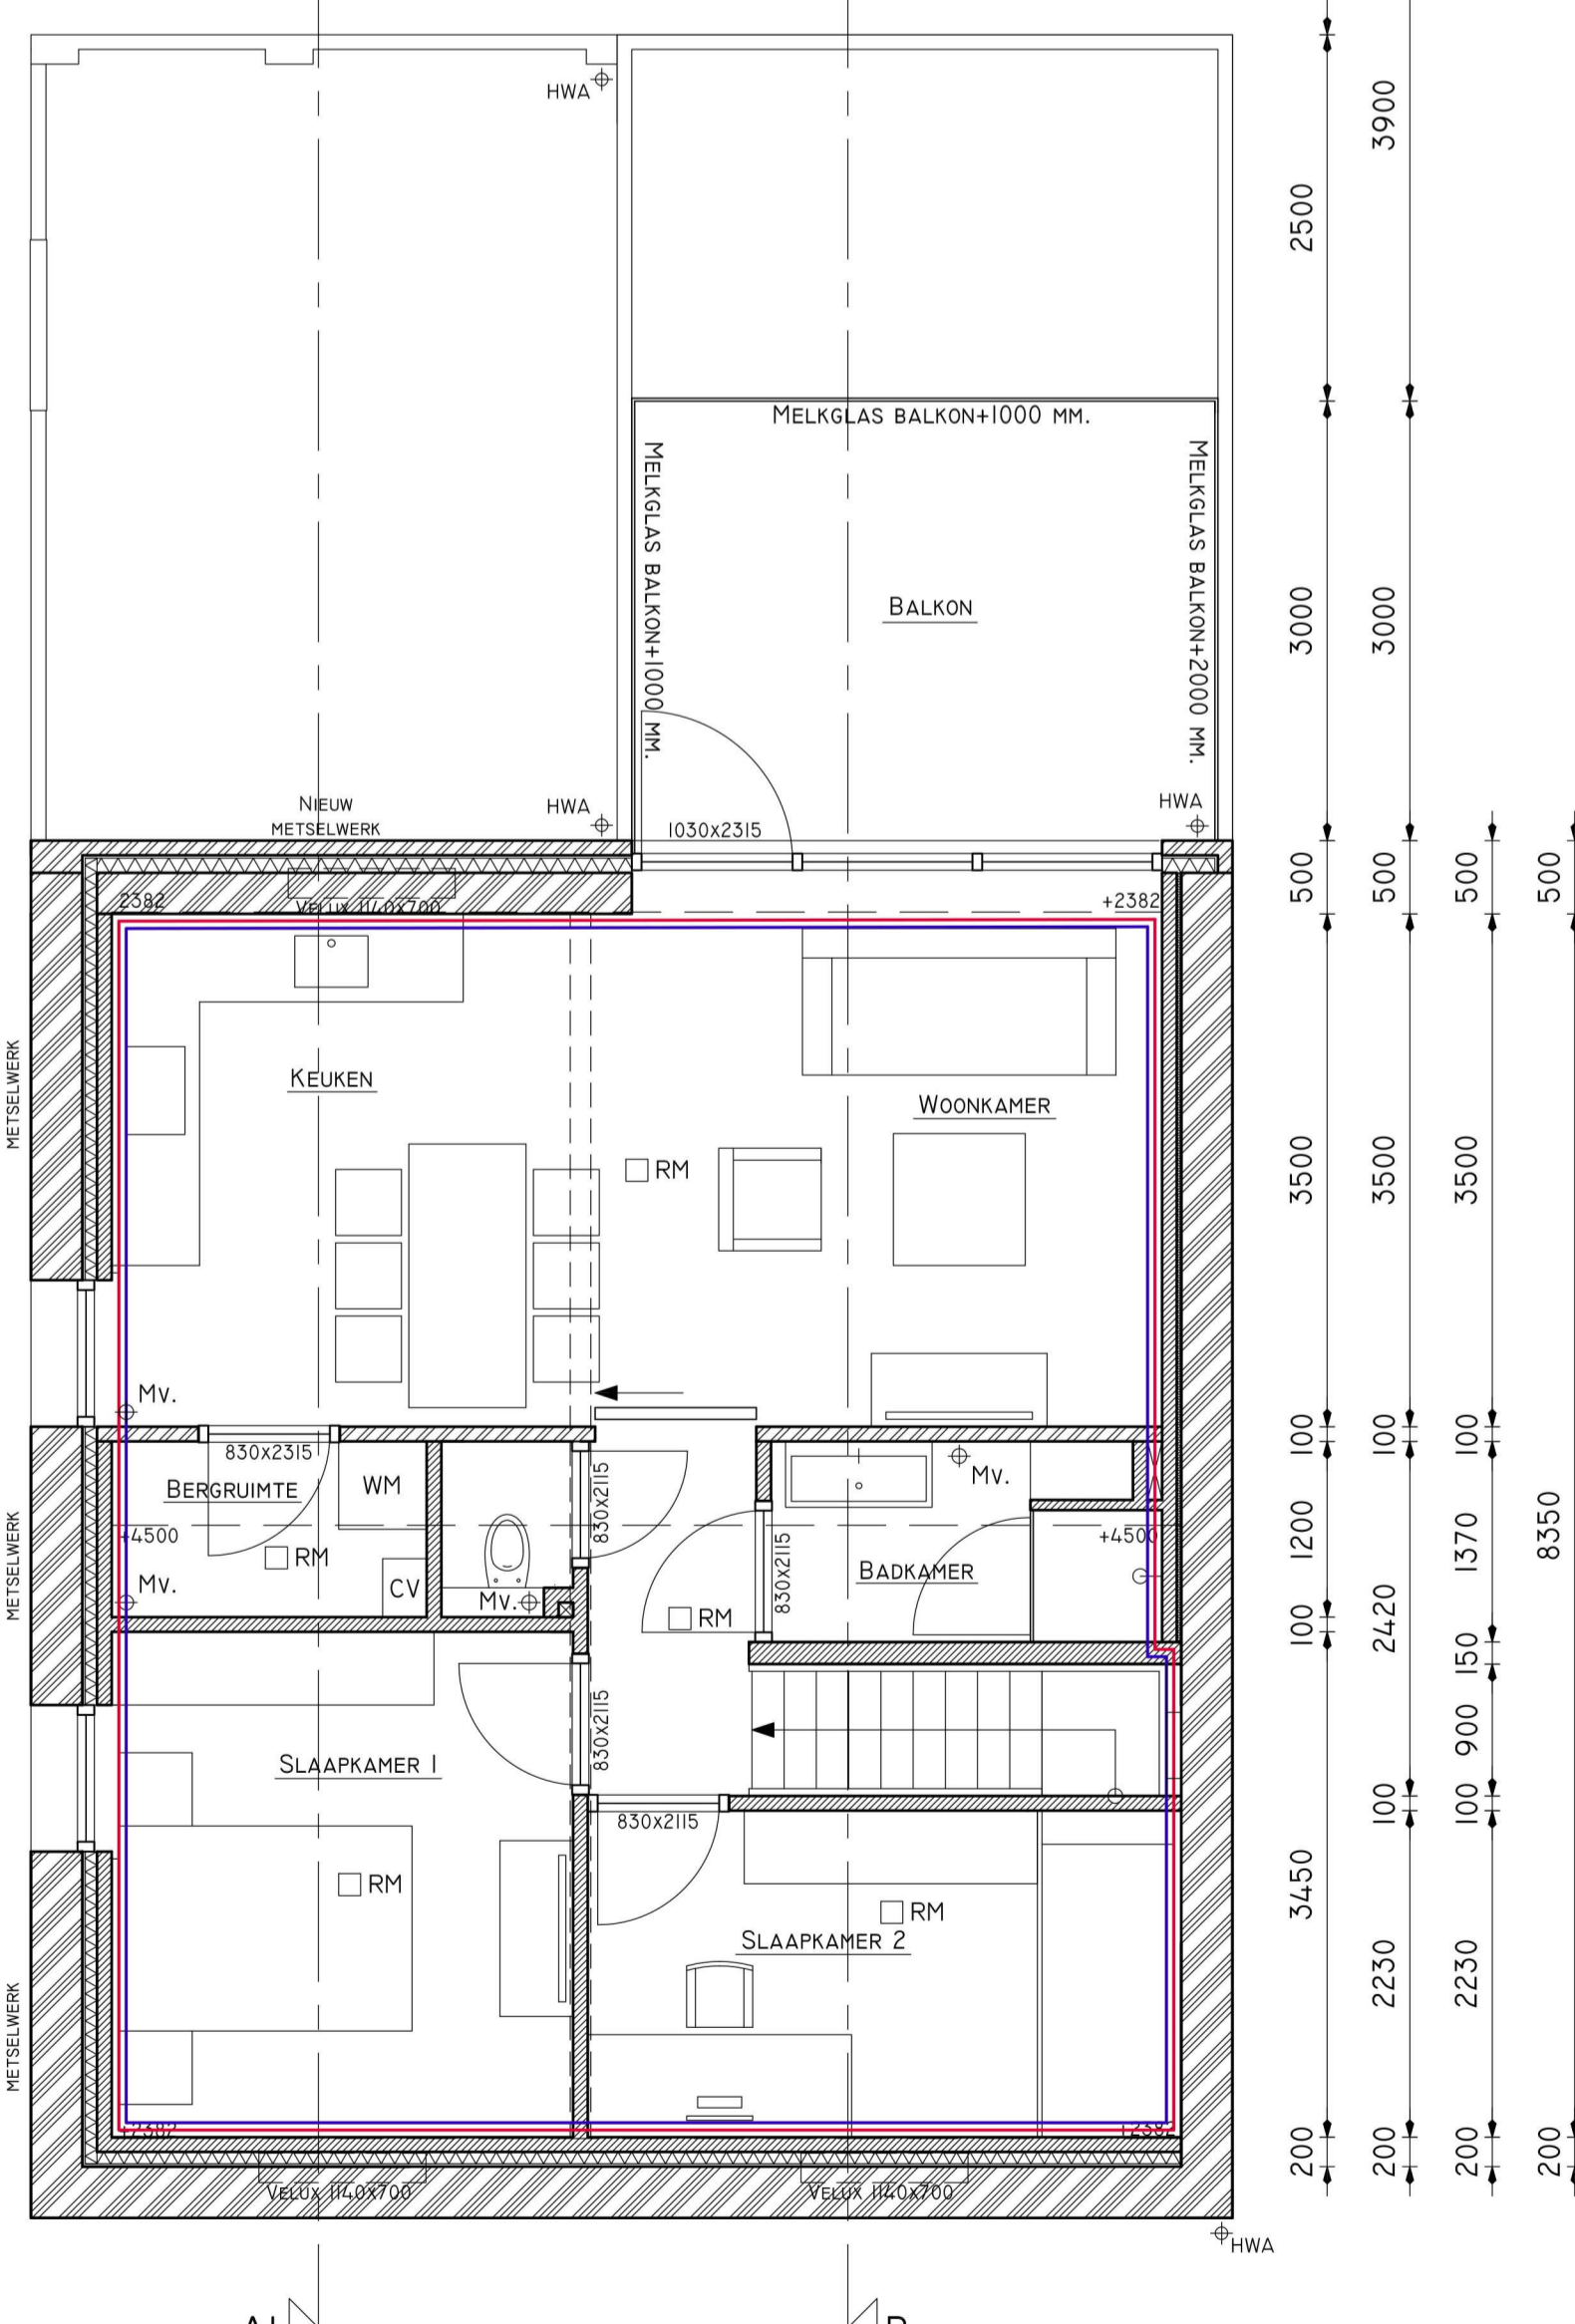 HWA
3900
2500
MELKGLAS BALKON+1000 MM.
MELKGLAS BALKON+1000 MM.
MELKGLAS BALKON+2000 MM.
BALKON
3000
3000
NIEUW
METSELWERK
HWA
1030x2315
HWA
500
500
500
500
2382
VELUX 1140x700
+2382
METSELWERK
KEUKEN
WOONKAMER
RM
3500
3500
3500
Mv.
830x2315
100
100
100
BERGRUIMTE
WM
830x2115
Mv.
METSELWERK
+4500
RM
CV
Mv.
Mv.
830x2115
RM
BADKAMER
+4500
1200
1370
8350
100
2420
150
SLAAPKAMER 1
830x2115
900
830x2115
100
100
RM
RM
SLAAPKAMER 2
3450
2230
2230
METSELWERK
+2382
+2382
200
200
200
200
VELUX 1140x700
VELUX 1140x700
HWA